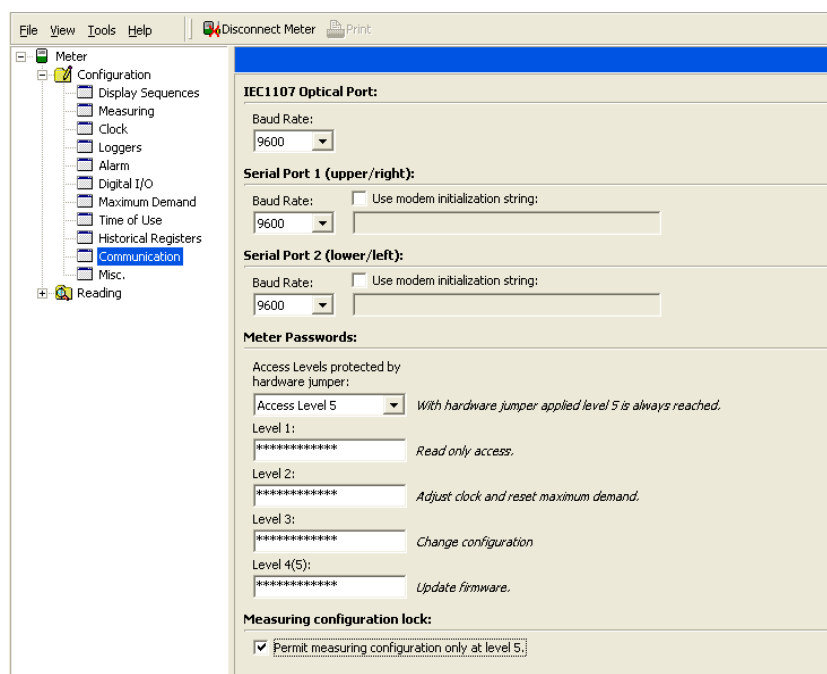 File View Tools Help Disconnect Meter Print
Meter
Configuration
Display Sequences
Measuring
Clock
Loggers
Alarm
Digital I/O
Maximum Demand
Time of Use
Historical Registers
Communication
Misc.
Reading
IEC1107 Optical Port:
Baud Rate:
9600
Serial Port 1 (upper/right):
Baud Rate: Use modem initialization string:
9600
Serial Port 2 (lower/left):
Baud Rate: Use modem initialization string:
9600
Meter Passwords:
Access Levels protected by
hardware jumper:
Access Level 5 With hardware jumper applied level 5 is always reached.
Level 1:
************ Read only access.
Level 2:
************ Adjust clock and reset maximum demand.
Level 3:
************ Change configuration
Level 4(5):
************ Update firmware.
Measuring configuration lock:
Permit measuring configuration only at level 5.